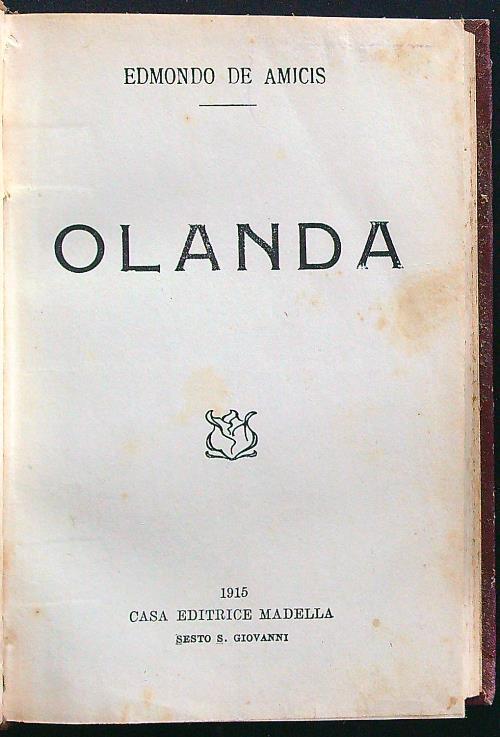 EDMONDO DE AMICIS
OLANDA
1915
CASA EDITRICE MADELLA
SESTO S. GIOVANNI